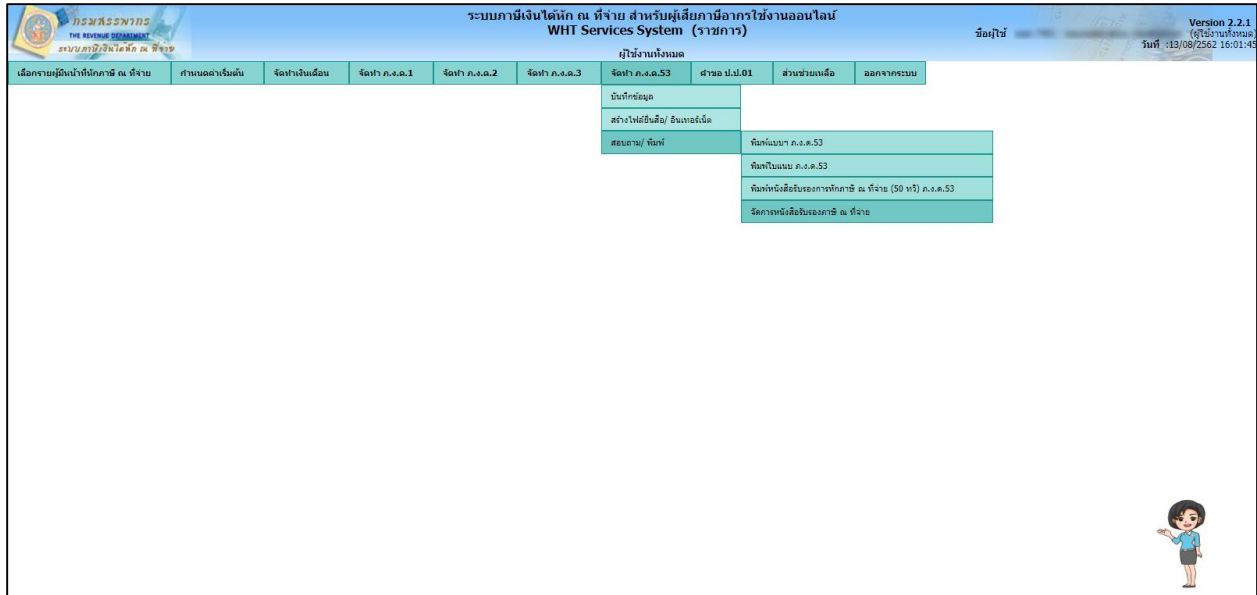 กรมสรรพากร
THE REVENUE DEPARTMENT
ระบบภาษีเงินได้หัก ณ ที่จ่าย
ระบบภาษีเงินได้หัก ณ ที่จ่าย สำหรับผู้เสียภาษีอากรใช้งานออนไลน์
WHT Services System (ราชการ)
ผู้ใช้งานทั้งหมด
ชื่อผู้ใช้
Version 2.2.1
(ผู้ใช้งานทั้งหมด)
วันที่ :13/08/2562 16:01:45
เลือกรายผู้มีหน้าที่หักภาษี ณ ที่จ่าย
กำหนดค่าเริ่มต้น
จัดทำเงินเดือน
จัดทำ ภ.ง.ด.1
จัดทำ ภ.ง.ด.2
จัดทำ ภ.ง.ด.3
จัดทำ ภ.ง.ด.53
คำขอ ป.ป.01
ส่วนช่วยเหลือ
ออกจากระบบ
บันทึกข้อมูล
สร้างไฟล์ยื่นสื่อ/ อินเทอร์เน็ต
สอบถาม/ พิมพ์
พิมพ์แบบฯ ภ.ง.ด.53
พิมพ์ใบแนบ ภ.ง.ด.53
พิมพ์หนังสือรับรองการหักภาษี ณ ที่จ่าย (50 ทวิ) ภ.ง.ด.53
จัดการหนังสือรับรองภาษี ณ ที่จ่าย